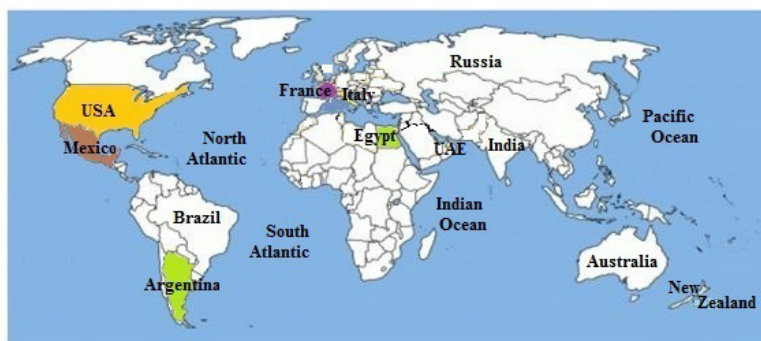 Russia
France
Italy
USA
Pacific
Ocean
North
Atlantic
Mexico
Egypt
UAE
India
Indian
Ocean
Brazil
South
Atlantic
Australia
Argentina
New
Zealand